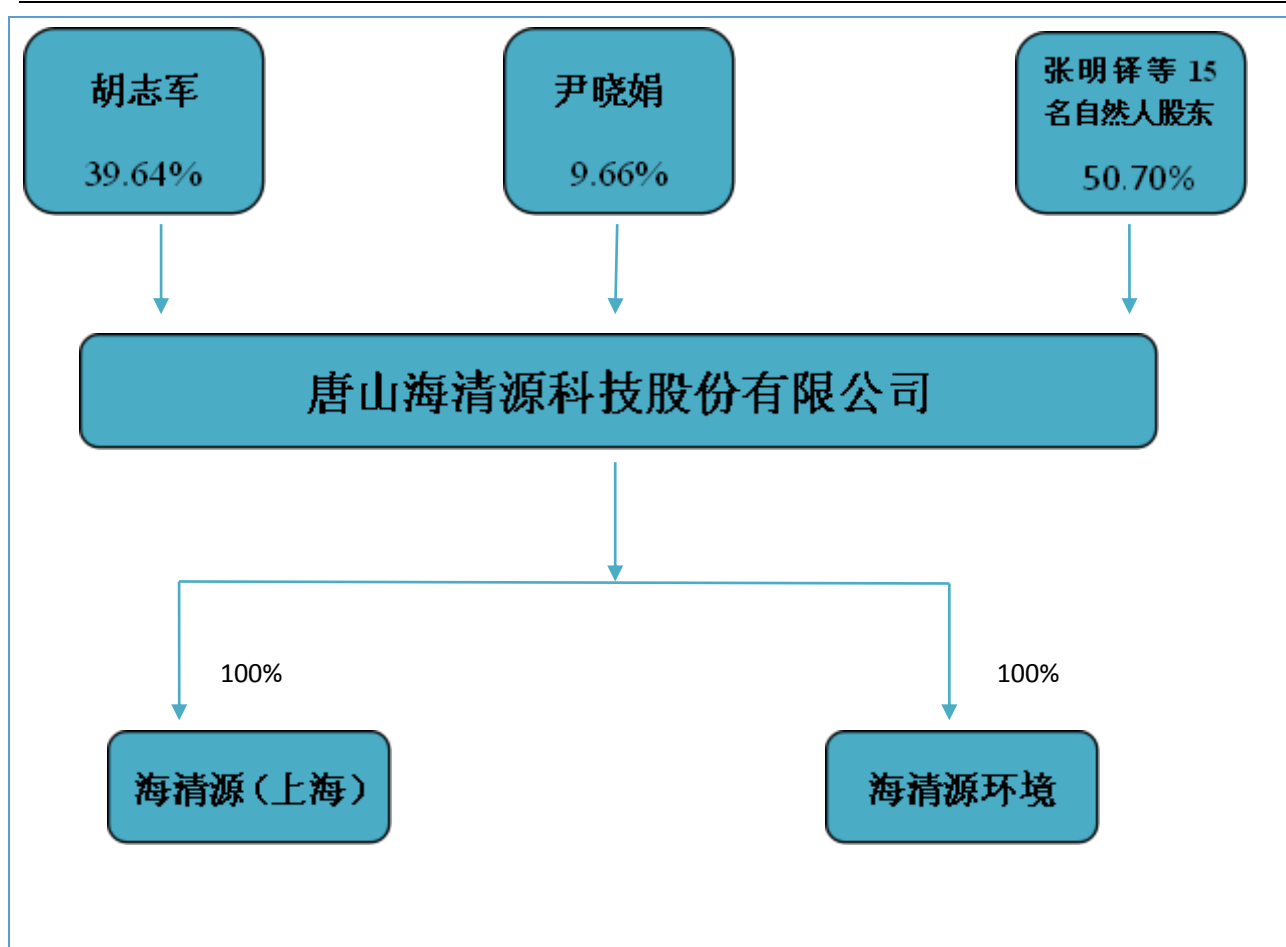 胡志军
39.64%
尹晓娟
9.66%
张明铎等 15
名自然人股东
50.70%
唐山海清源科技股份有限公司
100%
100%
海清源（上海）
海清源环境